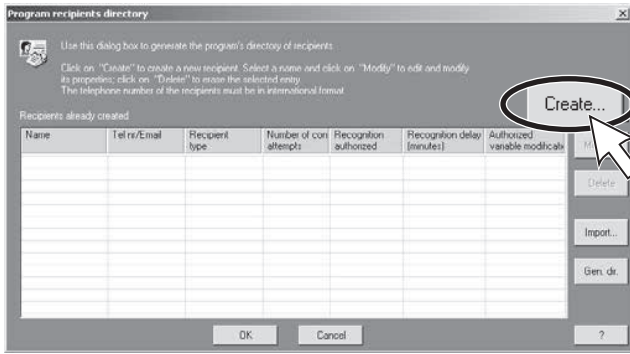 Program recipients directory
Use this dialog box to generate the program's directory of recipients.
Click on "Create" to create a new recipient. Select a name and click on "Modify" to edit and modify
its properties; click on "Delete" to erase the selected entry.
The telephone number of the recipients must be in international format.
Create...
Recipients already created
Name Tel nr/Email Recipient type Number of con attempts Recognition authorized Recognition delay (minutes) Authorized variable modificati
Delete
Import...
Gen. dir.
OK Cancel ?